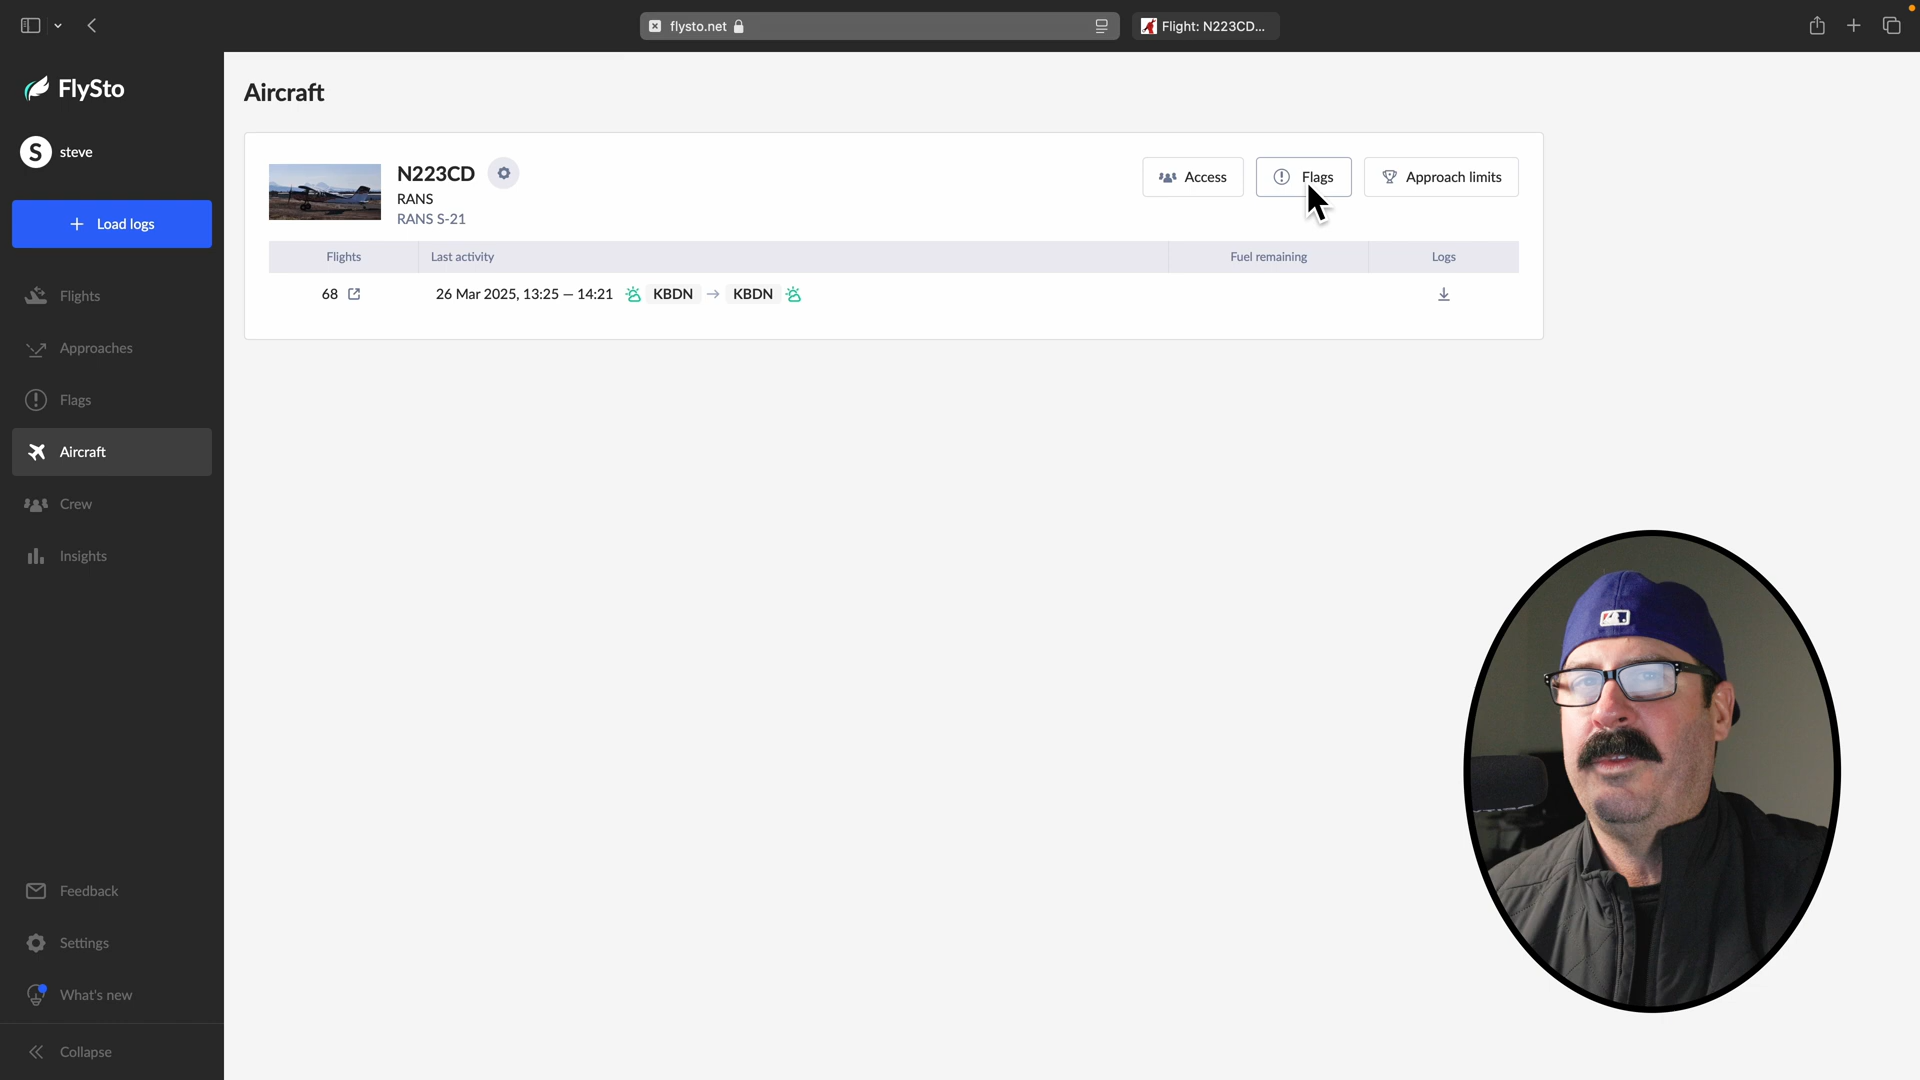 flysto.net
Flight: N223CD...
FlySto
S steve
Load logs
Flights
Approaches
Flags
Aircraft
Crew
Insights
Feedback
Settings
What's new
Collapse
Aircraft
N223CD
RANS
RANS S-21
Access
Flags
Approach limits
Flights Last activity Fuel remaining Logs
68 26 Mar 2025, 13:25 — 14:21 KBDN → KBDN